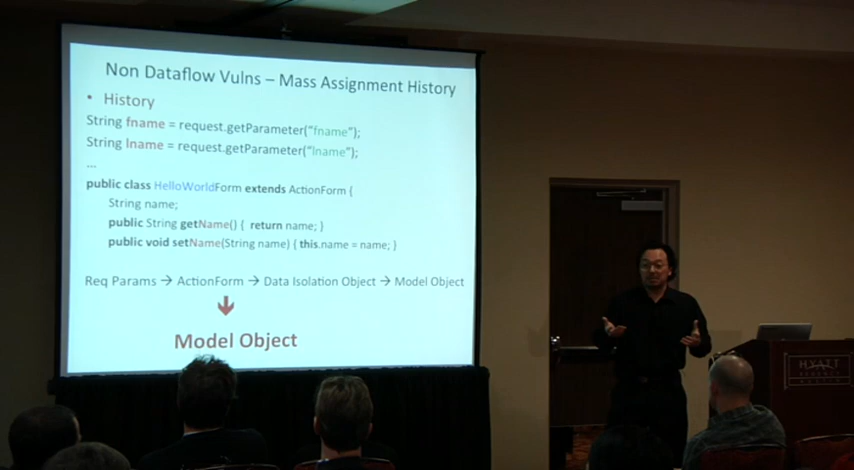 Non Dataflow Vulns – Mass Assignment History
• History
String fname = request.getParameter("fname");
String lname = request.getParameter("lname");
...
public class HelloWorldForm extends ActionForm {
String name;
public String getName() { return name; }
public void setName(String name) { this.name = name; }
Req Params → ActionForm → Data Isolation Object → Model Object
Model Object
HYATT
REGENCY